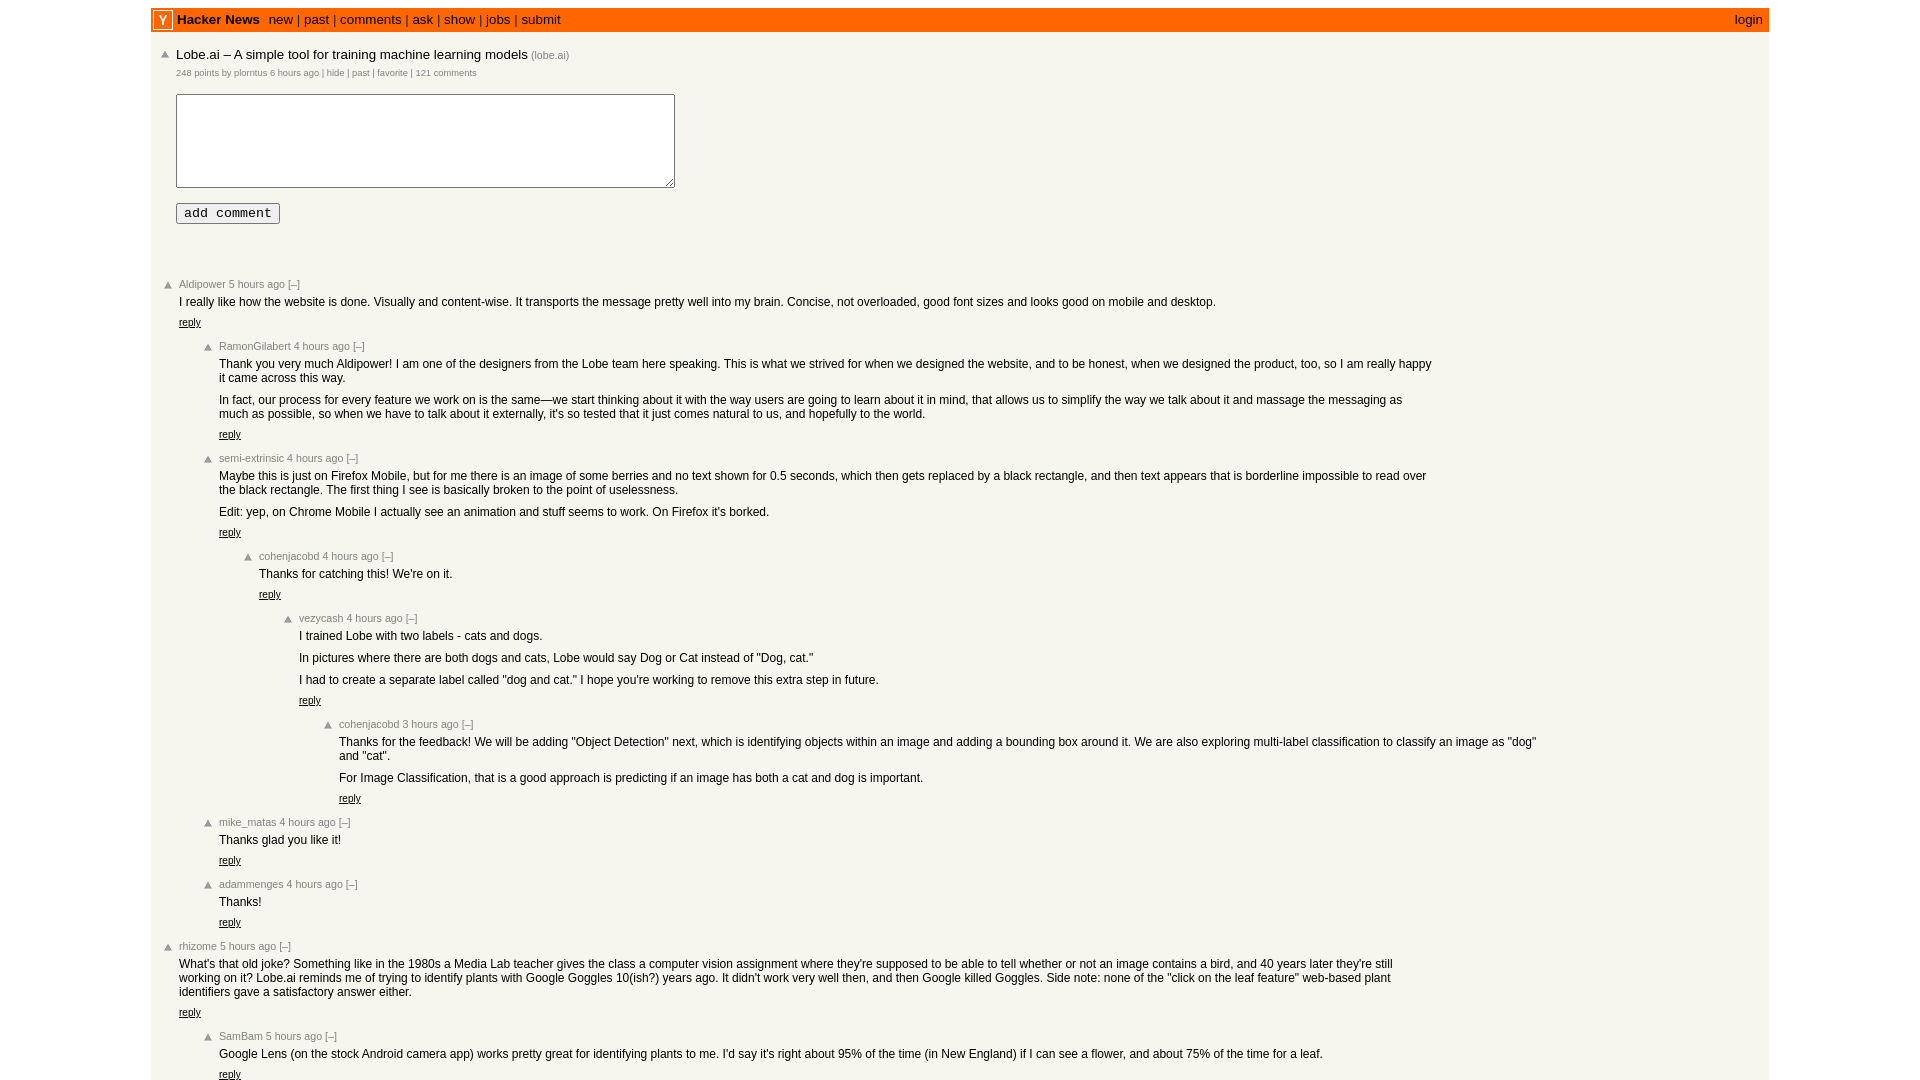 Y Hacker News new | past | comments | ask | show | jobs | submit login
Lobe.ai – A simple tool for training machine learning models (lobe.ai)
248 points by plorntus 6 hours ago | hide | past | favorite | 121 comments
add comment
Aldipower 5 hours ago [–]
I really like how the website is done. Visually and content-wise. It transports the message pretty well into my brain. Concise, not overloaded, good font sizes and looks good on mobile and desktop.
reply
RamonGilabert 4 hours ago [–]
Thank you very much Aldipower! I am one of the designers from the Lobe team here speaking. This is what we strived for when we designed the website, and to be honest, when we designed the product, too, so I am really happy
it came across this way.
In fact, our process for every feature we work on is the same—we start thinking about it with the way users are going to learn about it in mind, that allows us to simplify the way we talk about it and massage the messaging as
much as possible, so when we have to talk about it externally, it's so tested that it just comes natural to us, and hopefully to the world.
reply
semi-extrinsic 4 hours ago [–]
Maybe this is just on Firefox Mobile, but for me there is an image of some berries and no text shown for 0.5 seconds, which then gets replaced by a black rectangle, and then text appears that is borderline impossible to read over
the black rectangle. The first thing I see is basically broken to the point of uselessness.
Edit: yep, on Chrome Mobile I actually see an animation and stuff seems to work. On Firefox it's borked.
reply
cohenjacobd 4 hours ago [–]
Thanks for catching this! We're on it.
reply
vezycash 4 hours ago [–]
I trained Lobe with two labels - cats and dogs.
In pictures where there are both dogs and cats, Lobe would say Dog or Cat instead of "Dog, cat."
I had to create a separate label called "dog and cat." I hope you're working to remove this extra step in future.
reply
cohenjacobd 3 hours ago [–]
Thanks for the feedback! We will be adding "Object Detection" next, which is identifying objects within an image and adding a bounding box around it. We are also exploring multi-label classification to classify an image as "dog"
and "cat".
For Image Classification, that is a good approach is predicting if an image has both a cat and dog is important.
reply
mike_matas 4 hours ago [–]
Thanks glad you like it!
reply
adammenges 4 hours ago [–]
Thanks!
reply
rhizome 5 hours ago [–]
What's that old joke? Something like in the 1980s a Media Lab teacher gives the class a computer vision assignment where they're supposed to be able to tell whether or not an image contains a bird, and 40 years later they're still
working on it? Lobe.ai reminds me of trying to identify plants with Google Goggles 10(ish?) years ago. It didn't work very well then, and then Google killed Goggles. Side note: none of the "click on the leaf feature" web-based plant
identifiers gave a satisfactory answer either.
reply
SamBam 5 hours ago [–]
Google Lens (on the stock Android camera app) works pretty great for identifying plants to me. I'd say it's right about 95% of the time (in New England) if I can see a flower, and about 75% of the time for a leaf.
reply